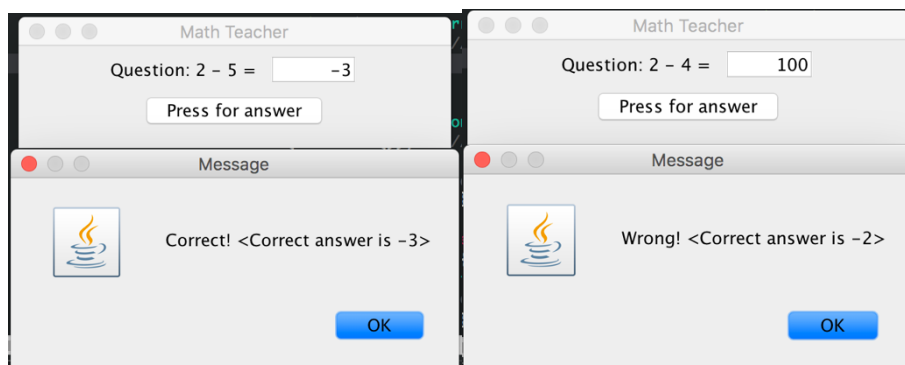 Math Teacher
Question: 2 - 5 = -3
Press for answer
Message
Correct! <Correct answer is -3>
OK
Math Teacher
Question: 2 - 4 = 100
Press for answer
Message
Wrong! <Correct answer is -2>
OK